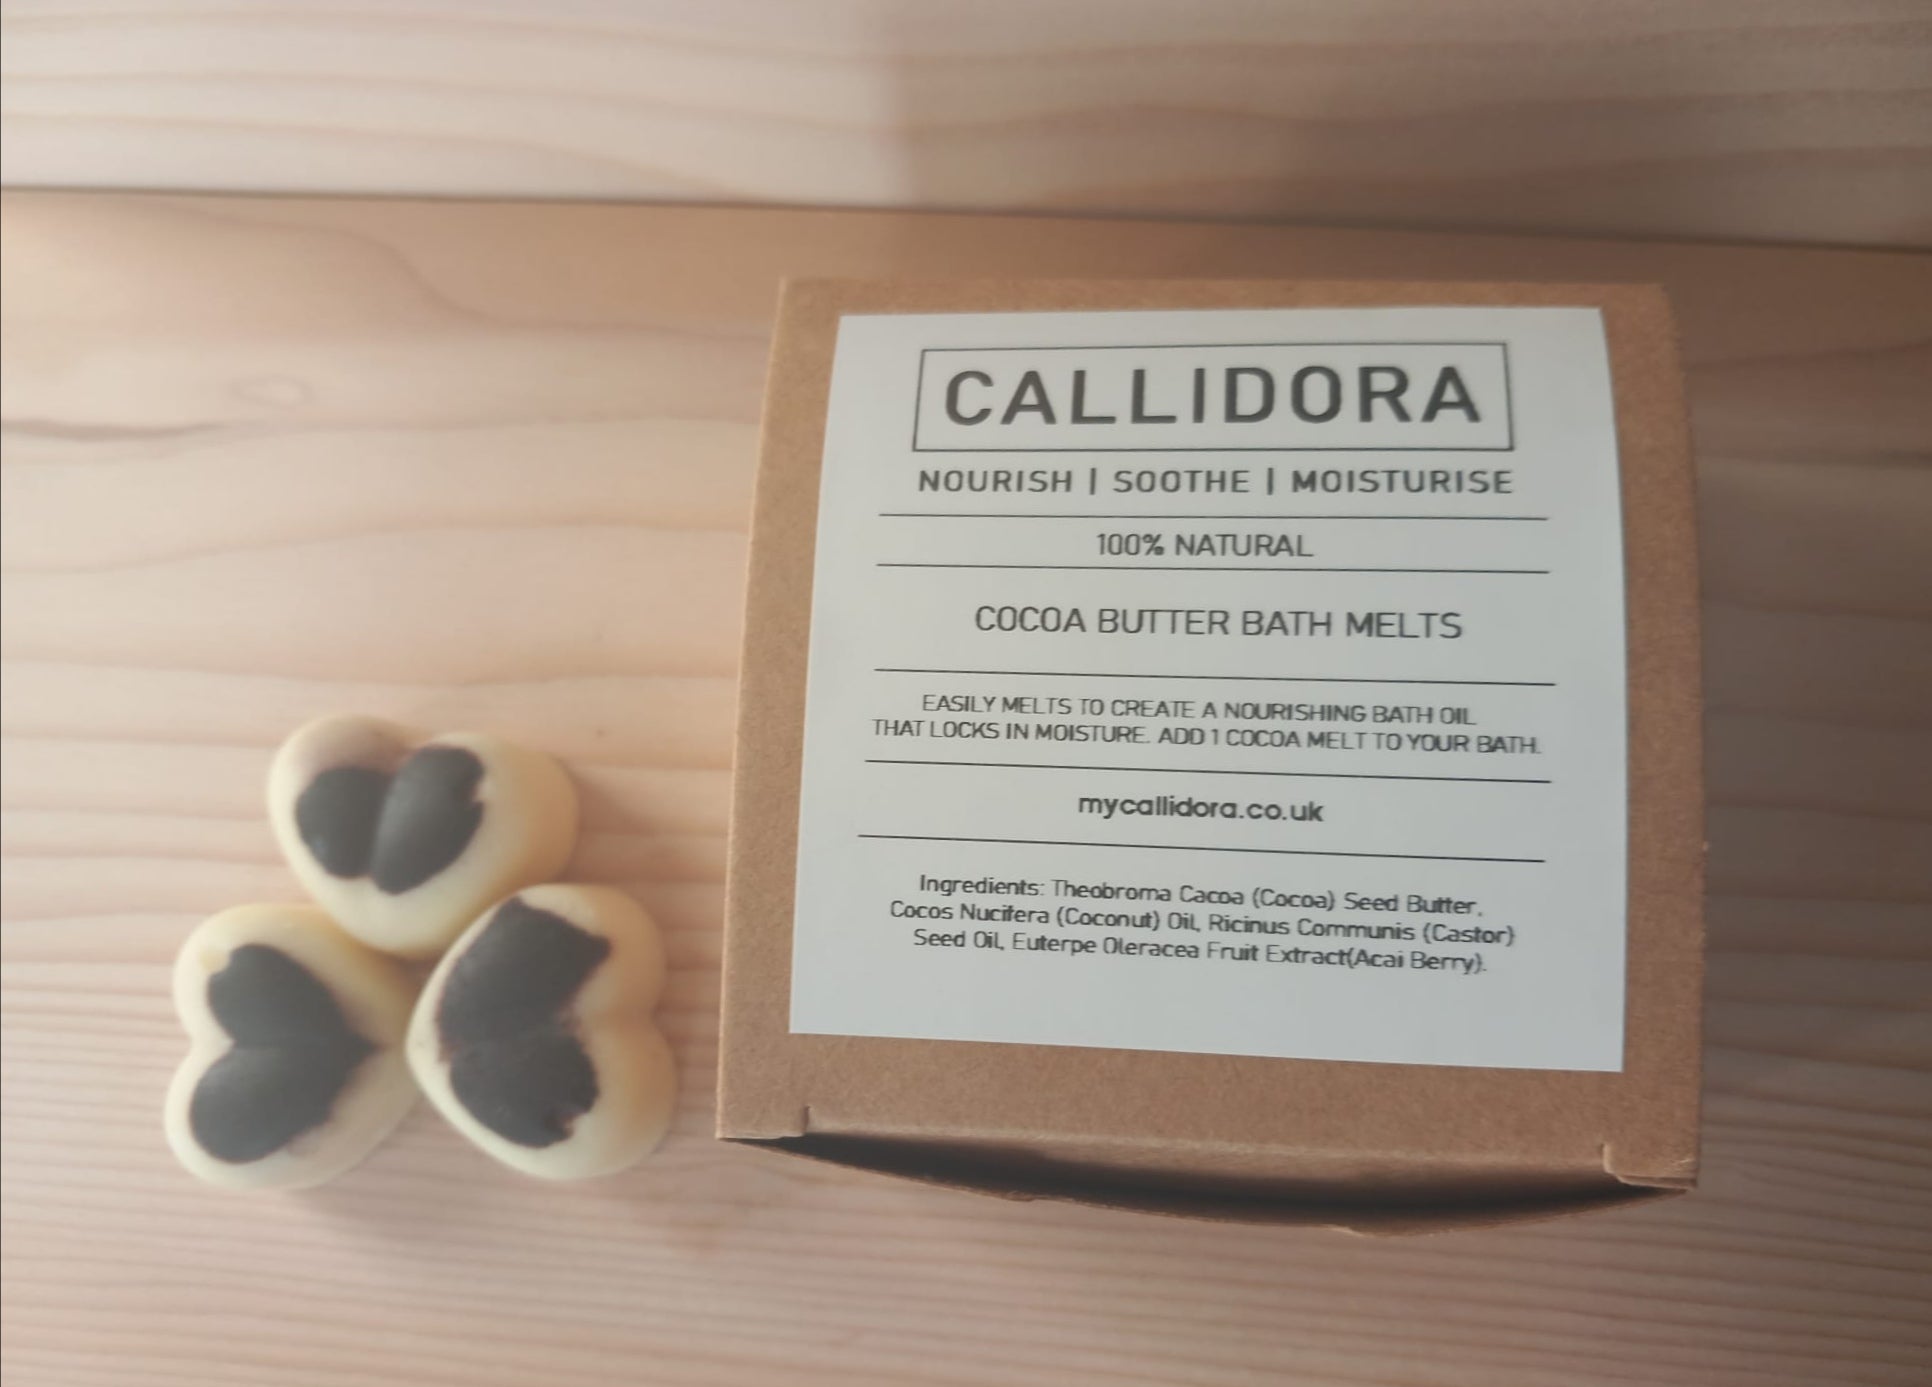 CALLIDORA
NOURISH | SOOTHE | MOISTURISE
100% NATURAL
COCOA BUTTER BATH MELTS
EASILY MELTS TO CREATE A NOURISHING BATH OIL
THAT LOCKS IN MOISTURE. ADD 1 COCOA MELT TO YOUR BATH.
mycallidora.co.uk
Ingredients: Theobroma Cacoa (Cocoa) Seed Butter,
Cocos Nucifera (Coconut) Oil, Ricinus Communis (Castor)
Seed Oil, Euterpe Oleracea Fruit Extract(Acai Berry).